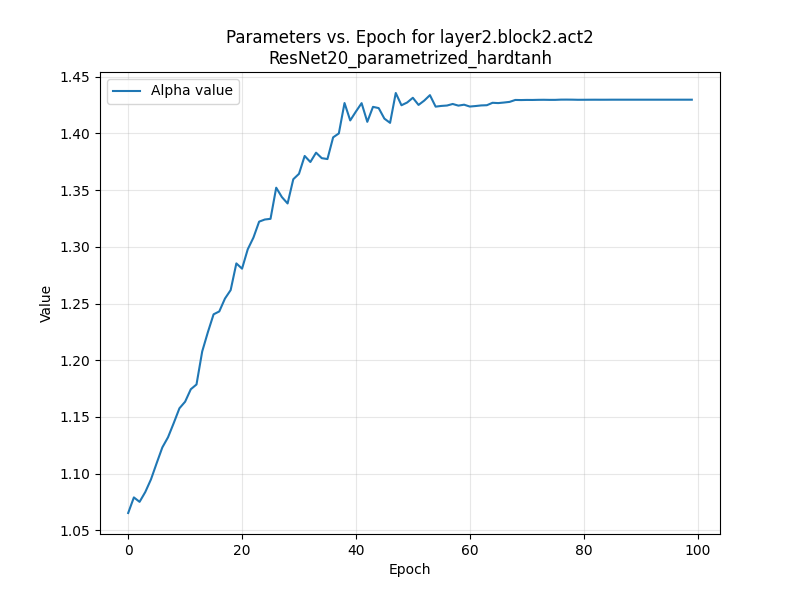 Parameters vs. Epoch for layer2.block2.act2
ResNet20_parametrized_hardtanh
Alpha value
1.45
1.40
1.35
1.30
1.25
1.20
1.15
1.10
1.05
Value
0 20 40 60 80 100
Epoch